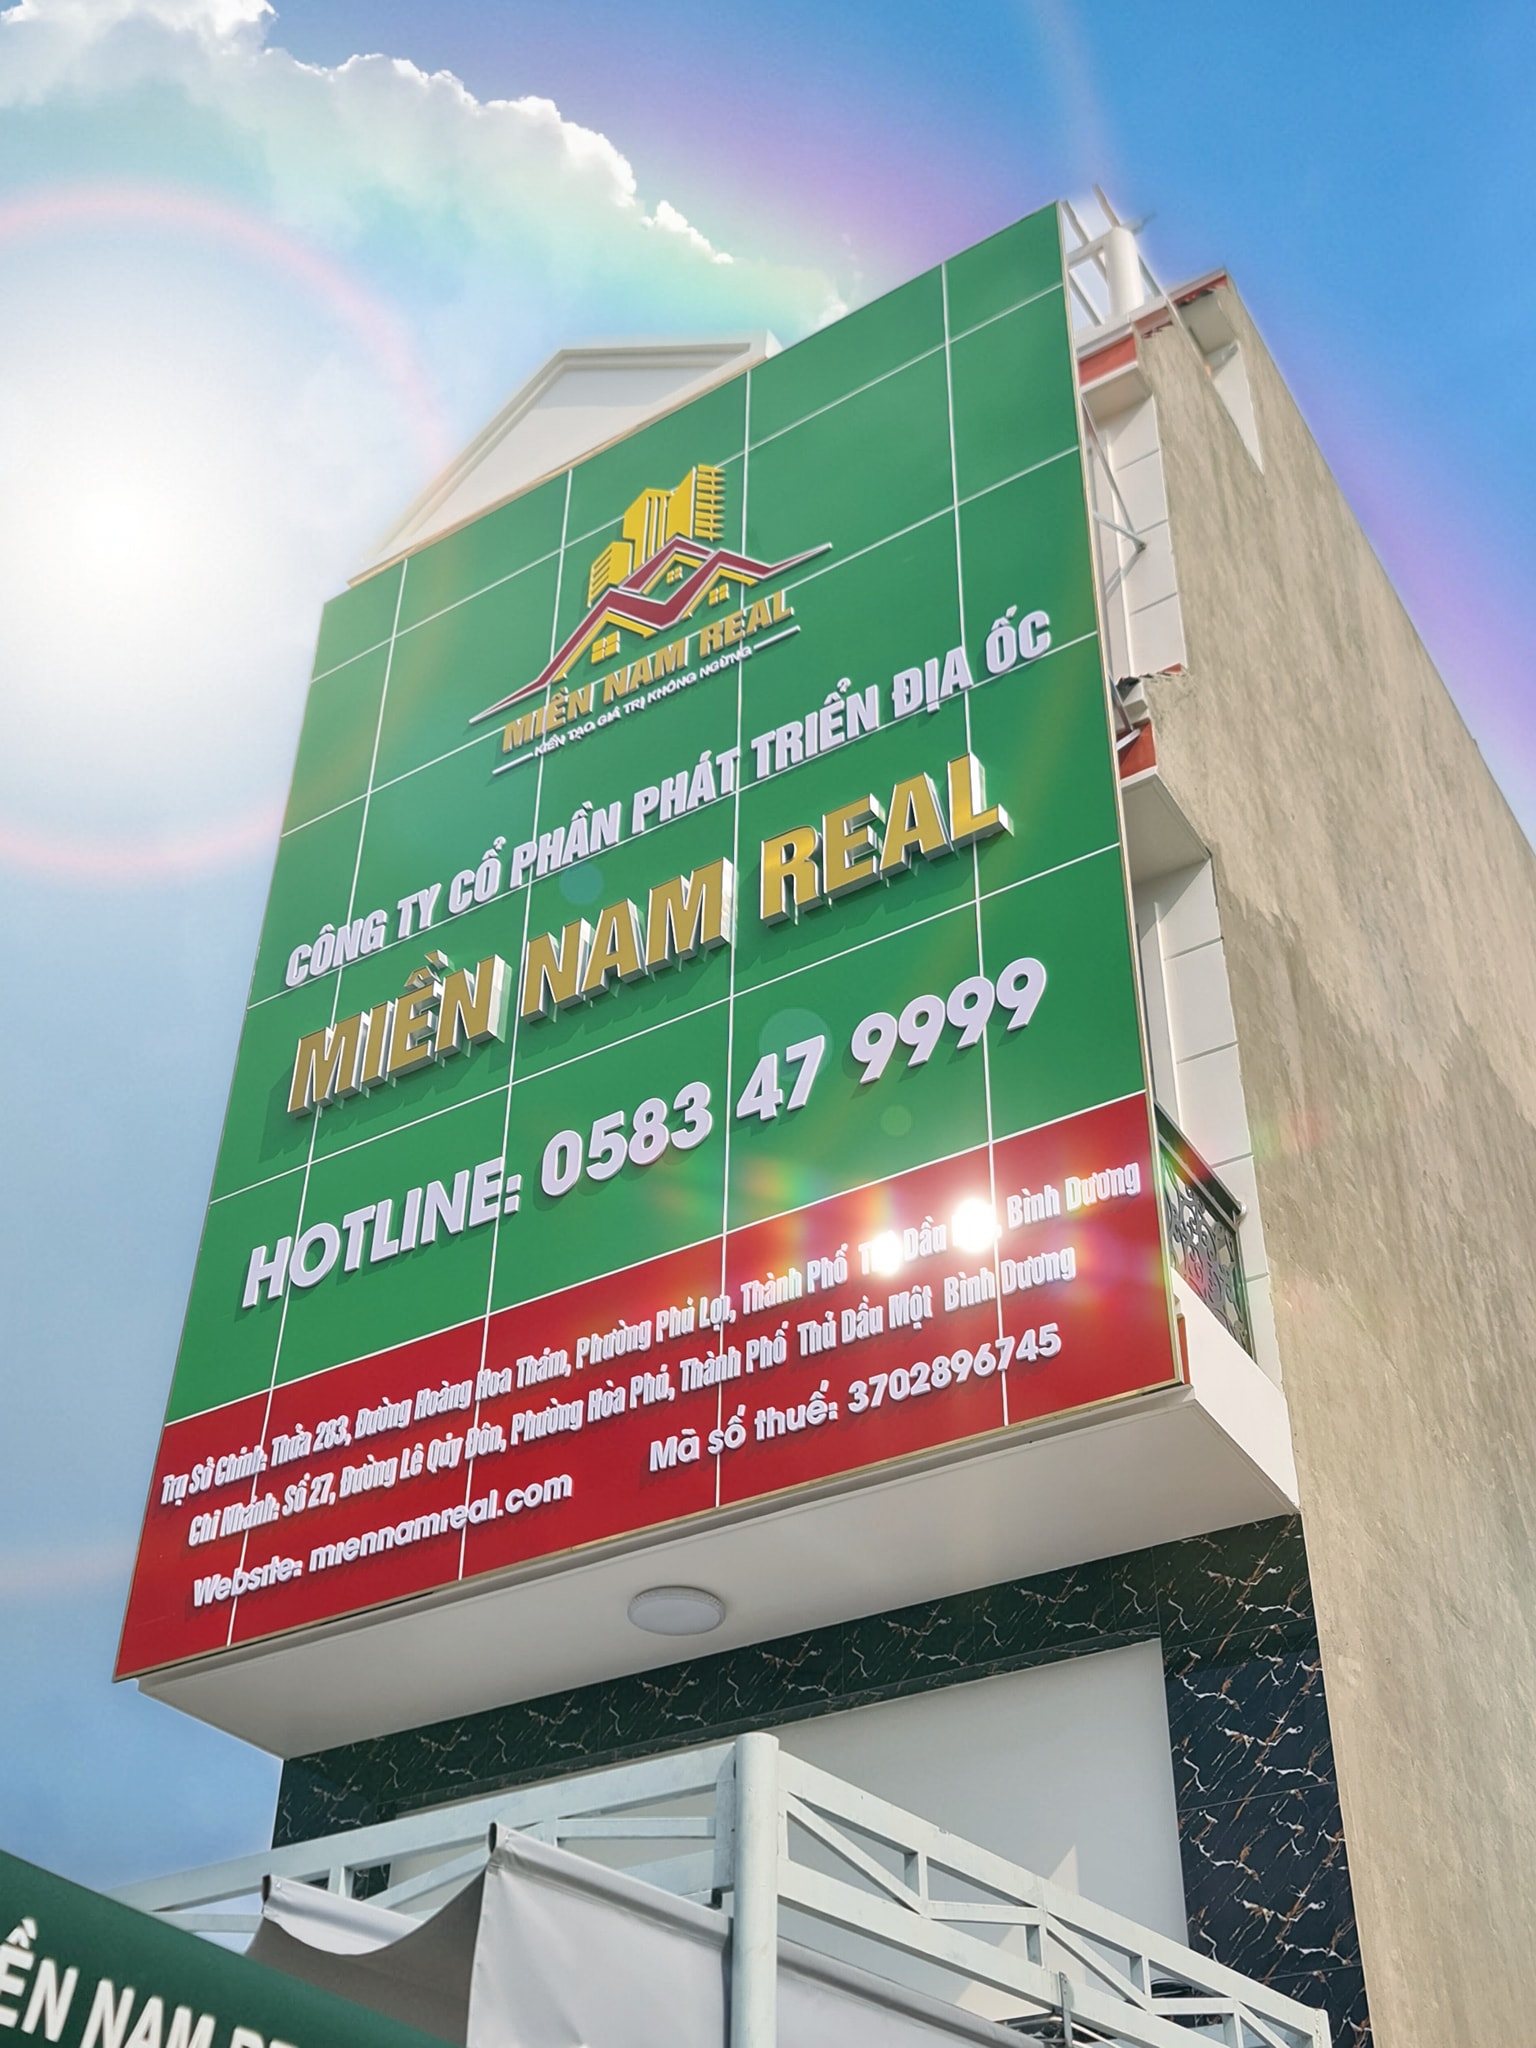 MIỀN NAM REAL
KIẾN TẠO GIÁ TRỊ KHÔNG NGỪNG
CÔNG TY CỔ PHẦN PHÁT TRIỂN ĐỊA ỐC
MIỀN NAM REAL
HOTLINE: 0583 47 9999
Trụ Sở Chính: Thửa 283, Đường Hoàng Hoa Thám, Phường Phú Lợi, Thành Phố Dầu Bình Dương
Chi Nhánh: Số 27, Đường Lê Qúy Đôn, Phường Hòa Phú, Thành Phố Thủ Dầu Một Bình Dương
Website: miennamreal.com Mã số thuế: 3702896745
ỀN NAM